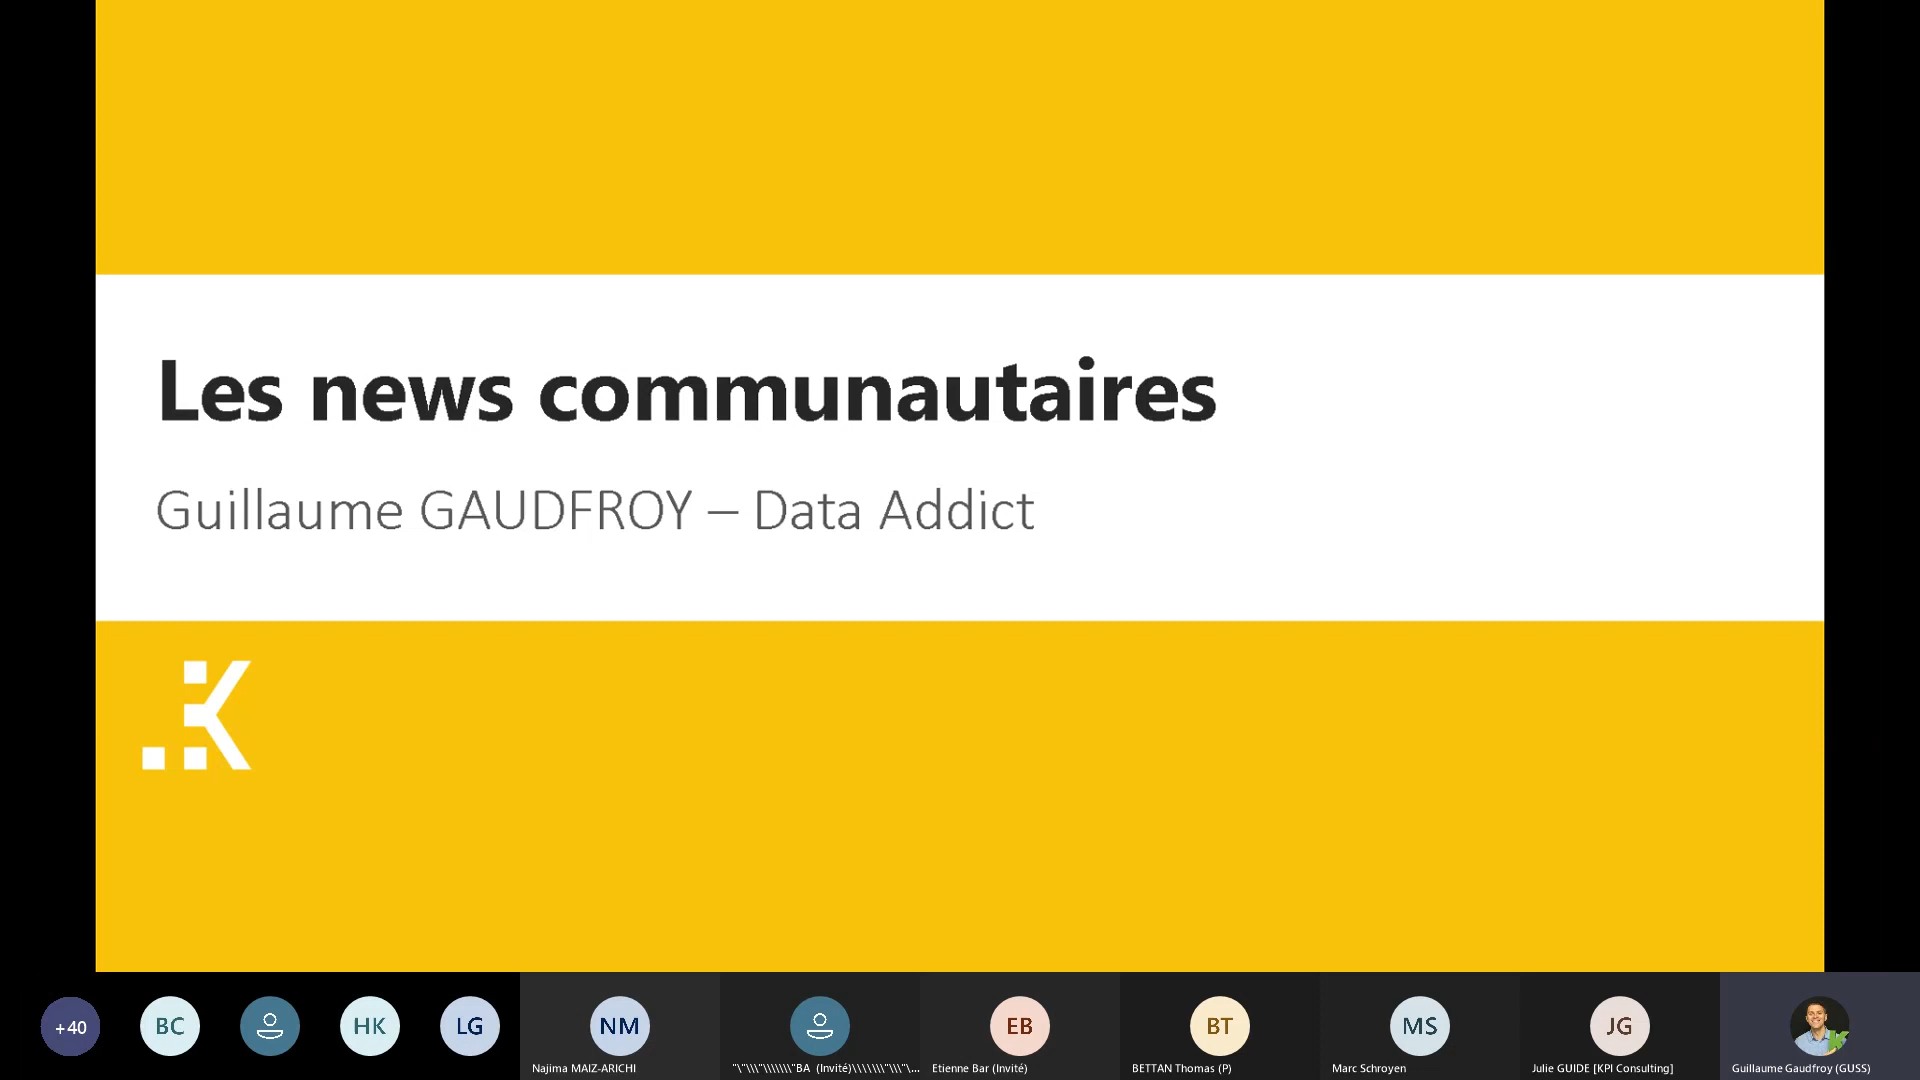 Les news communautaires
Guillaume GAUDFROY – Data Addict
+40
BC
HK
LG
NM
EB
BT
MS
JG
Najima MAIZ-ARICHI
"\"\\\"\\\\\\\"BA (Invité)\\\\\\\"\\\"\...
Etienne Bar (Invité)
BETTAN Thomas (P)
Marc Schroyen
Julie GUIDE [KPI Consulting]
Guillaume Gaudfroy (GUSS)